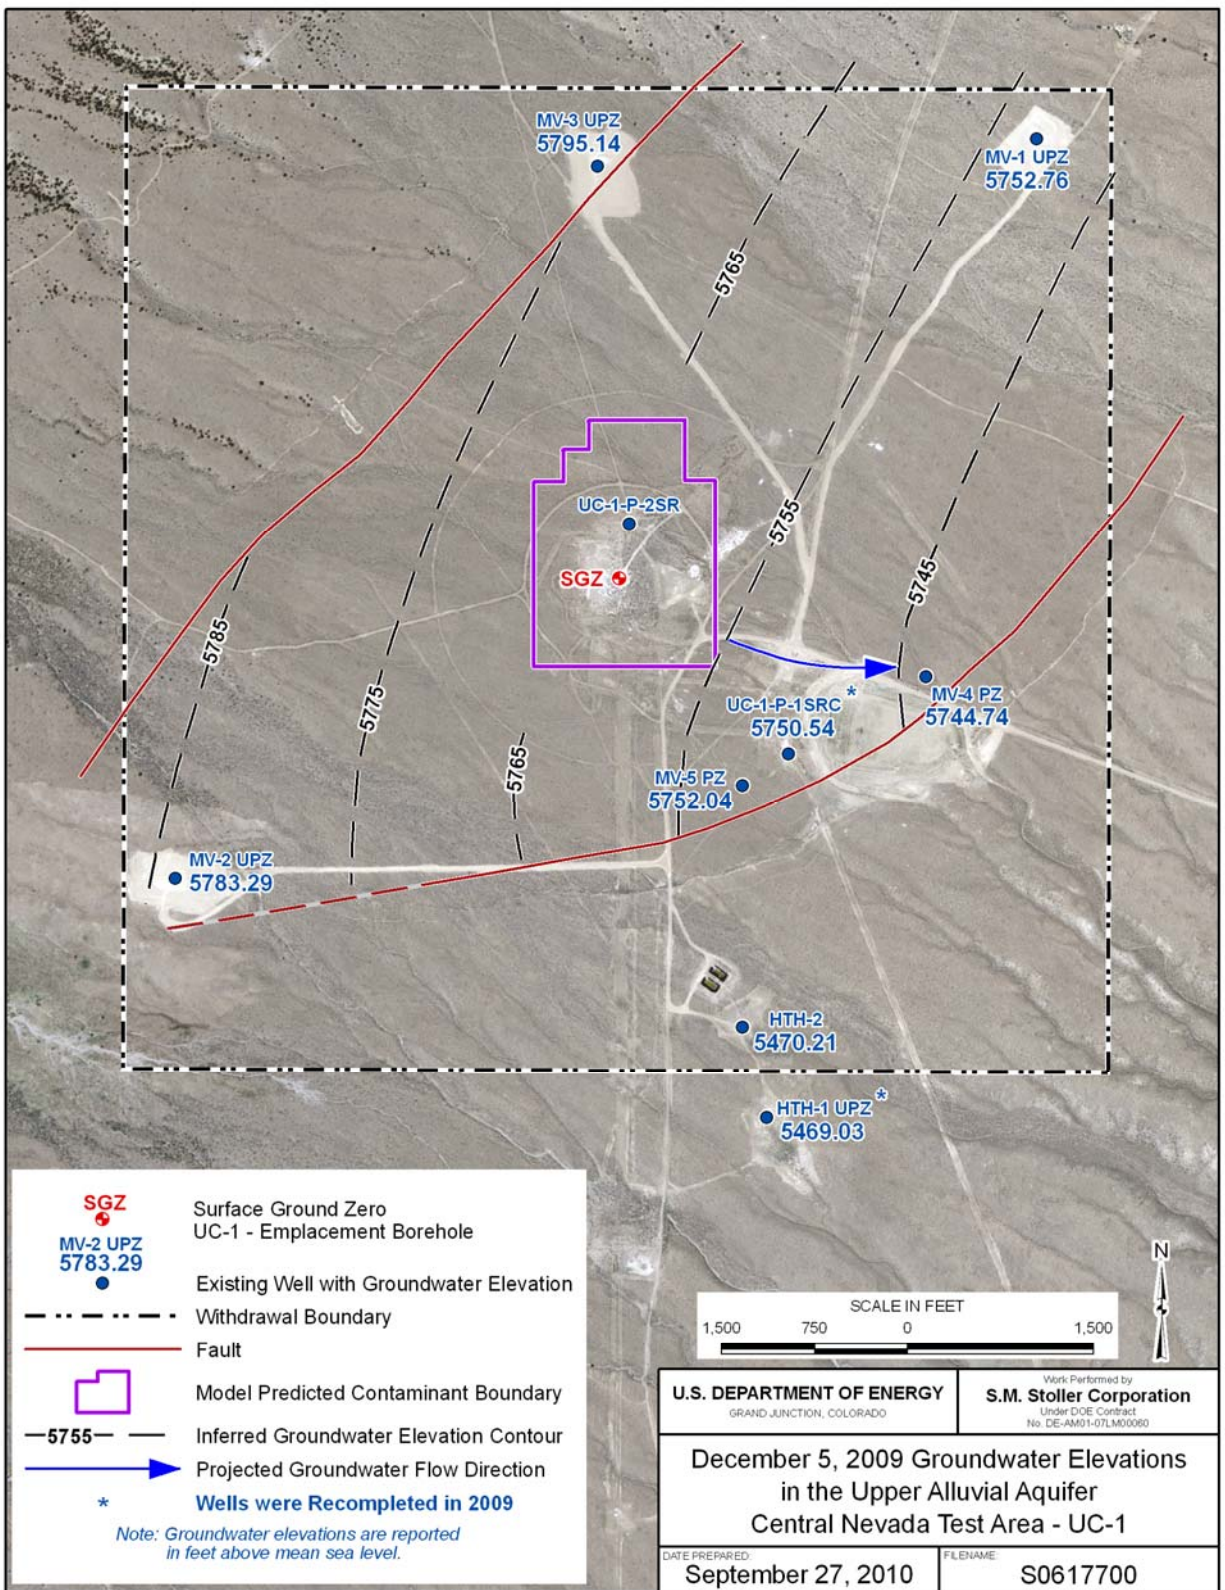 MV-3 UPZ
5795.14
MV-1 UPZ
5752.76
5765
UC-1-P-2SR
5755
SGZ
5745
5785
5775
UC-1-P-1SRC *
5750.54
MV-4 PZ
5744.74
5765
MV-5 PZ
5752.04
MV-2 UPZ
5783.29
HTH-2
5470.21
HTH-1 UPZ *
5469.03
SGZ
Surface Ground Zero
UC-1 - Emplacement Borehole
MV-2 UPZ
5783.29
Existing Well with Groundwater Elevation
Withdrawal Boundary
Fault
Model Predicted Contaminant Boundary
5755
Inferred Groundwater Elevation Contour
Projected Groundwater Flow Direction
* Wells were Recompleted in 2009
Note: Groundwater elevations are reported
in feet above mean sea level.
N
SCALE IN FEET
1,500 750 0 1,500
U.S. DEPARTMENT OF ENERGY
GRAND JUNCTION, COLORADO
Work Performed by
S.M. Stoller Corporation
Under DOE Contract
No. DE-AM01-07LM00060
December 5, 2009 Groundwater Elevations
in the Upper Alluvial Aquifer
Central Nevada Test Area - UC-1
DATE PREPARED:
September 27, 2010
FILENAME:
S0617700